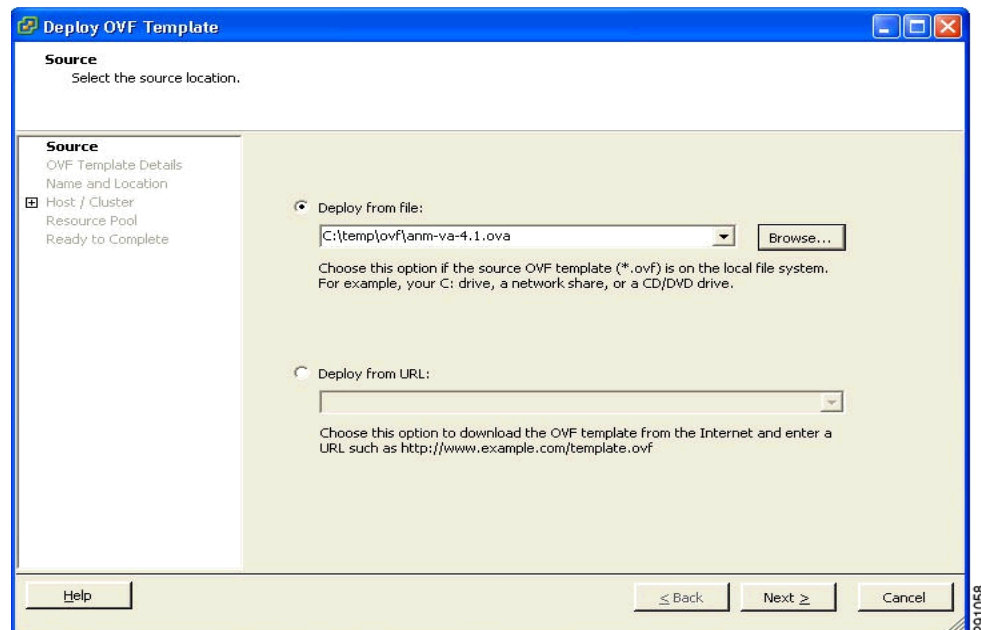 Deploy OVF Template
Source
Select the source location.
Source
OVF Template Details
Name and Location
Host / Cluster
Resource Pool
Ready to Complete
Deploy from file:
C:\temp\ovf\anm-va-4.1.ova
Browse...
Choose this option if the source OVF template (*.ovf) is on the local file system.
For example, your C: drive, a network share, or a CD/DVD drive.
Deploy from URL:
Choose this option to download the OVF template from the Internet and enter a
URL such as http://www.example.com/template.ovf
Help
≤ Back
Next ≥
Cancel
291058